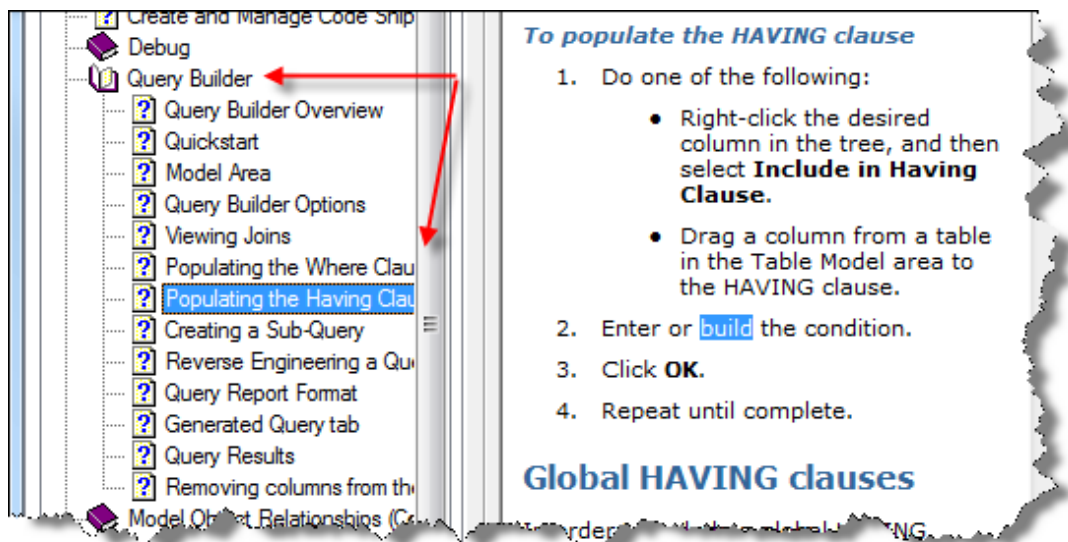 Create and Manage Code Snip
Debug
Query Builder
Query Builder Overview
Quickstart
Model Area
Query Builder Options
Viewing Joins
Populating the Where Clau
Populating the Having Clau
Creating a Sub-Query
Reverse Engineering a Qu
Query Report Format
Generated Query tab
Query Results
Removing columns from th
Model Object Relationships (C
To populate the HAVING clause
1. Do one of the following:
• Right-click the desired
column in the tree, and then
select Include in Having
Clause.
• Drag a column from a table
in the Table Model area to
the HAVING clause.
2. Enter or build the condition.
3. Click OK.
4. Repeat until complete.
Global HAVING clauses